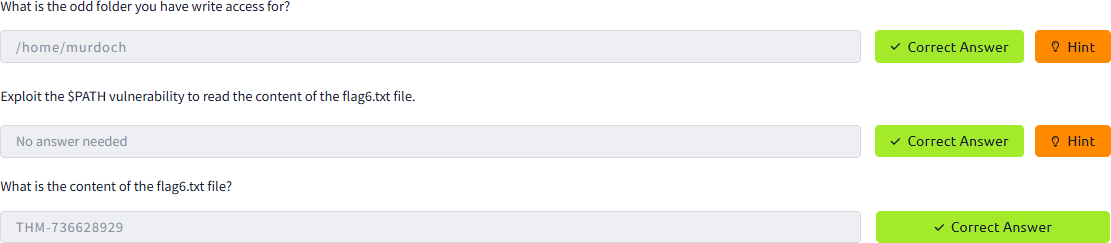 What is the odd folder you have write access for?
/home/murdoch
Correct Answer
Hint
Exploit the $PATH vulnerability to read the content of the flag6.txt file.
No answer needed
Correct Answer
Hint
What is the content of the flag6.txt file?
THM-736628929
Correct Answer